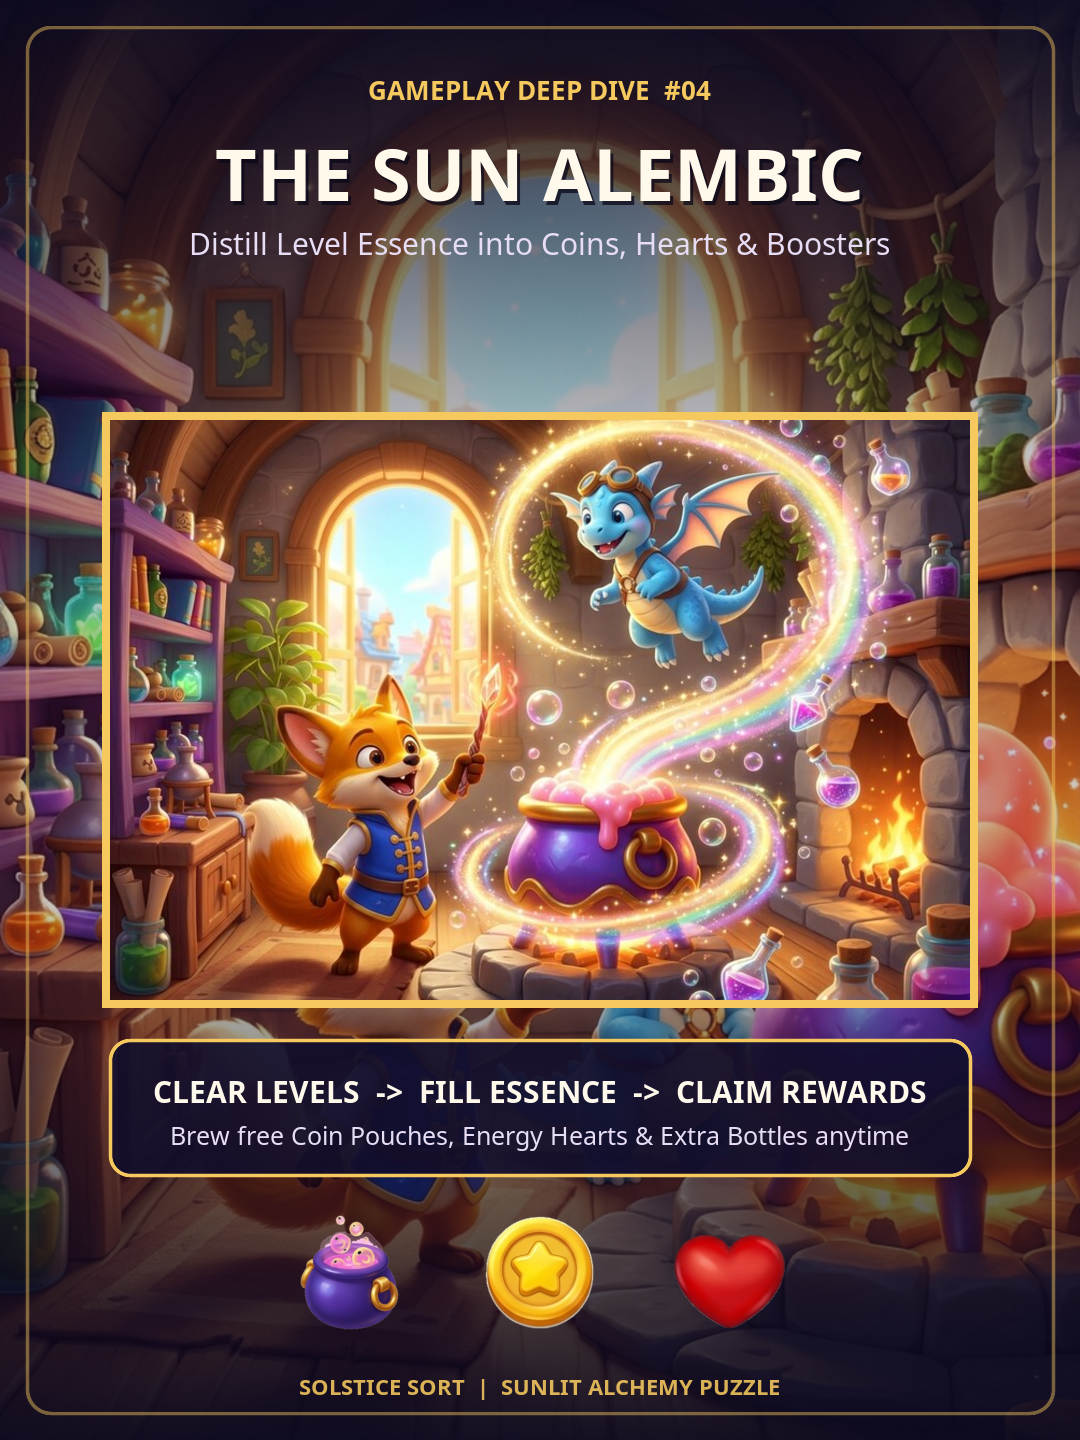 GAMEPLAY DEEP DIVE #04
THE SUN ALEMBIC
Distill Level Essence into Coins, Hearts & Boosters
CLEAR LEVELS -> FILL ESSENCE -> CLAIM REWARDS
Brew free Coin Pouches, Energy Hearts & Extra Bottles anytime
SOLSTICE SORT | SUNLIT ALCHEMY PUZZLE